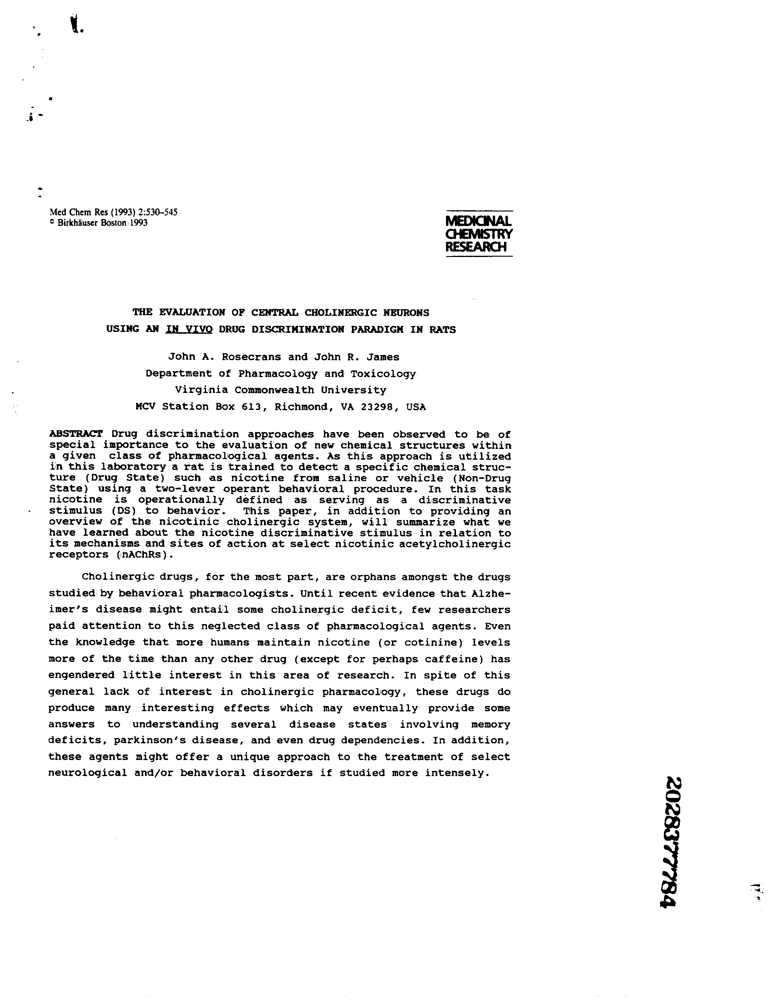 Med Chem Res (1993) 2:530–545
© Birkhäuser Boston 1993
MEDICINAL
CHEMISTRY
RESEARCH
THE EVALUATION OF CENTRAL CHOLINERGIC NEURONS
USING AN IN VIVO DRUG DISCRIMINATION PARADIGM IN RATS
John A. Rosecrans and John R. James
Department of Pharmacology and Toxicology
Virginia Commonwealth University
MCV Station Box 613, Richmond, VA 23298, USA
ABSTRACT Drug discrimination approaches have been observed to be of
special importance to the evaluation of new chemical structures within
a given class of pharmacological agents. As this approach is utilized
in this laboratory a rat is trained to detect a specific chemical struc-
ture (Drug State) such as nicotine from saline or vehicle (Non-Drug
State) using a two-lever operant behavioral procedure. In this task
nicotine is operationally defined as serving as a discriminative
stimulus (DS) to behavior. This paper, in addition to providing an
overview of the nicotinic cholinergic system, will summarize what we
have learned about the nicotine discriminative stimulus in relation to
its mechanisms and sites of action at select nicotinic acetylcholinergic
receptors (nAChRs).
Cholinergic drugs, for the most part, are orphans amongst the drugs
studied by behavioral pharmacologists. Until recent evidence that Alzhe-
imer's disease might entail some cholinergic deficit, few researchers
paid attention to this neglected class of pharmacological agents. Even
the knowledge that more humans maintain nicotine (or cotinine) levels
more of the time than any other drug (except for perhaps caffeine) has
engendered little interest in this area of research. In spite of this
general lack of interest in cholinergic pharmacology, these drugs do
produce many interesting effects which may eventually provide some
answers to understanding several disease states involving memory
deficits, parkinson's disease, and even drug dependencies. In addition,
these agents might offer a unique approach to the treatment of select
neurological and/or behavioral disorders if studied more intensely.
2028377784